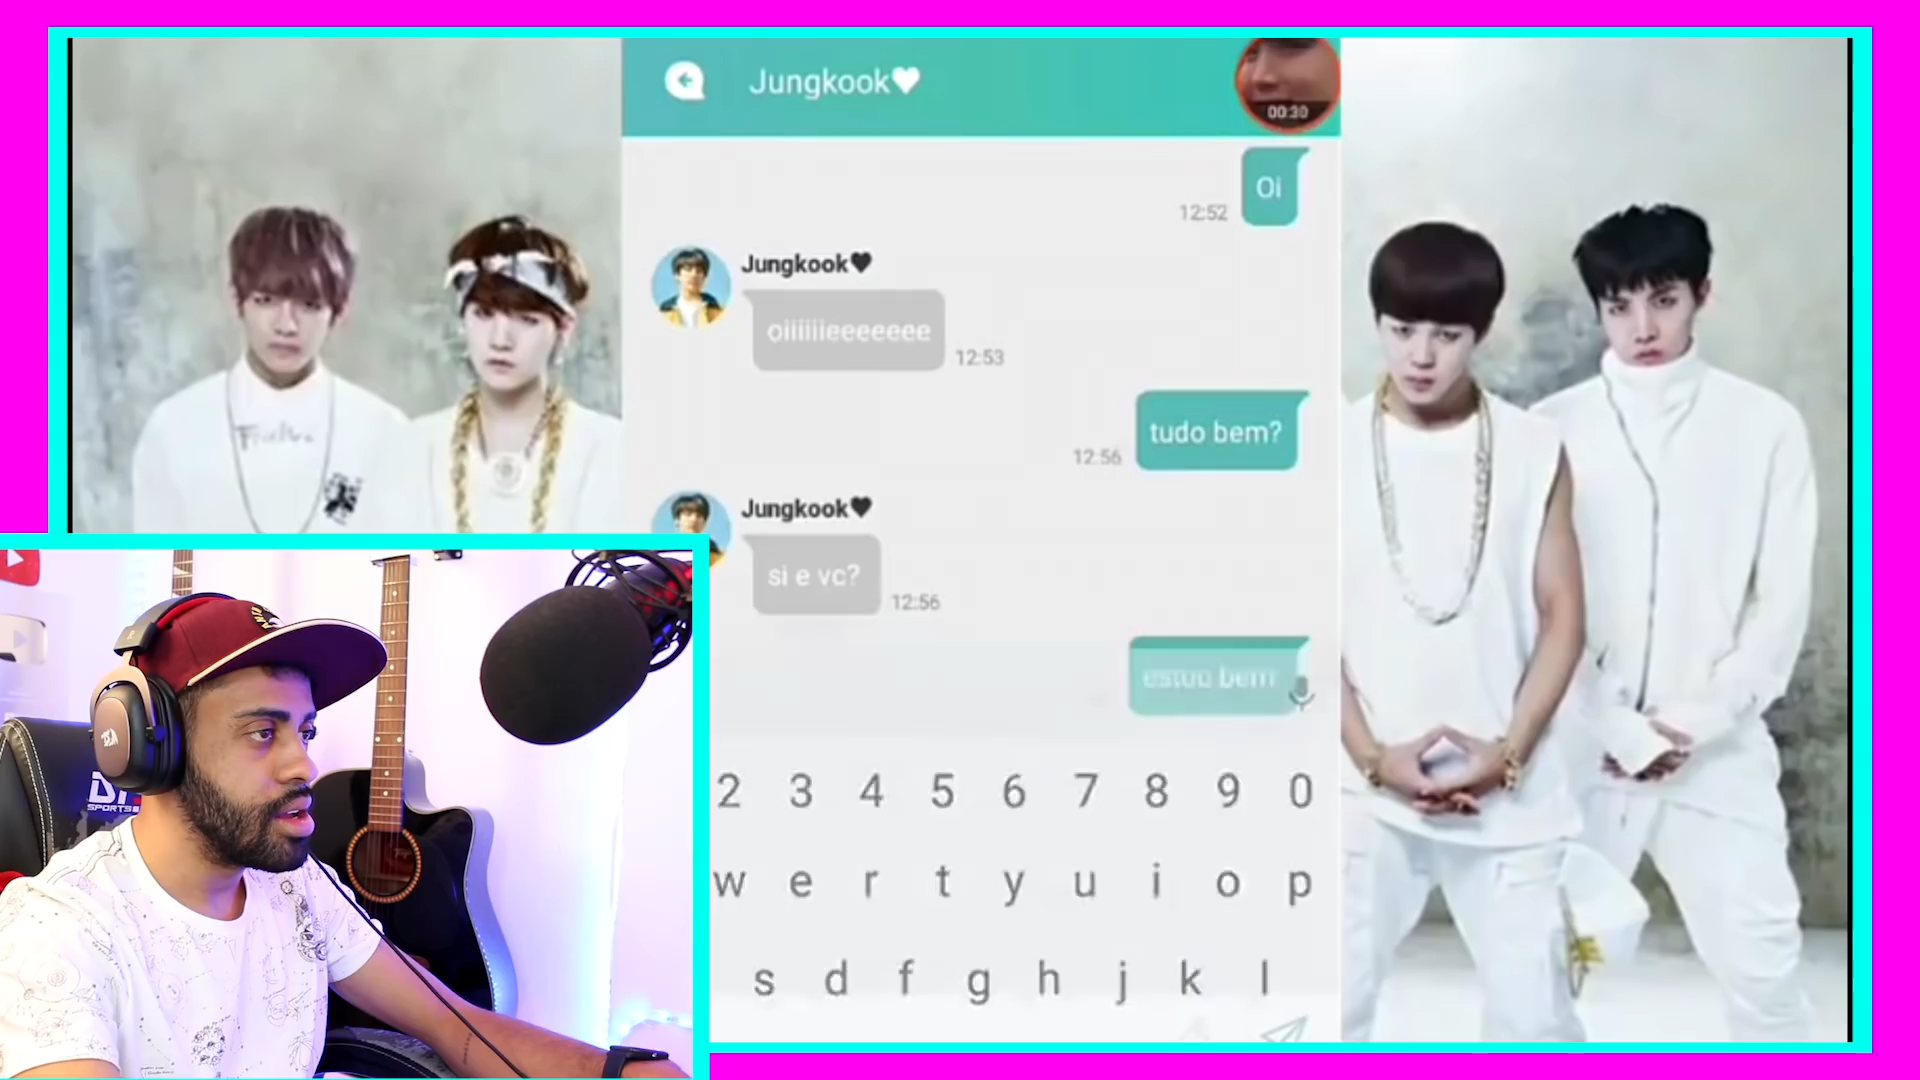 Jungkook♥
00:30
Oi
12:52
Jungkook♥
oiiiiiieeeeeee
12:53
tudo bem?
12:56
Jungkook♥
si e vc?
12:56
estou bem
2 3 4 5 6 7 8 9 0
w e r t y u i o p
s d f g h j k l
SPORTS